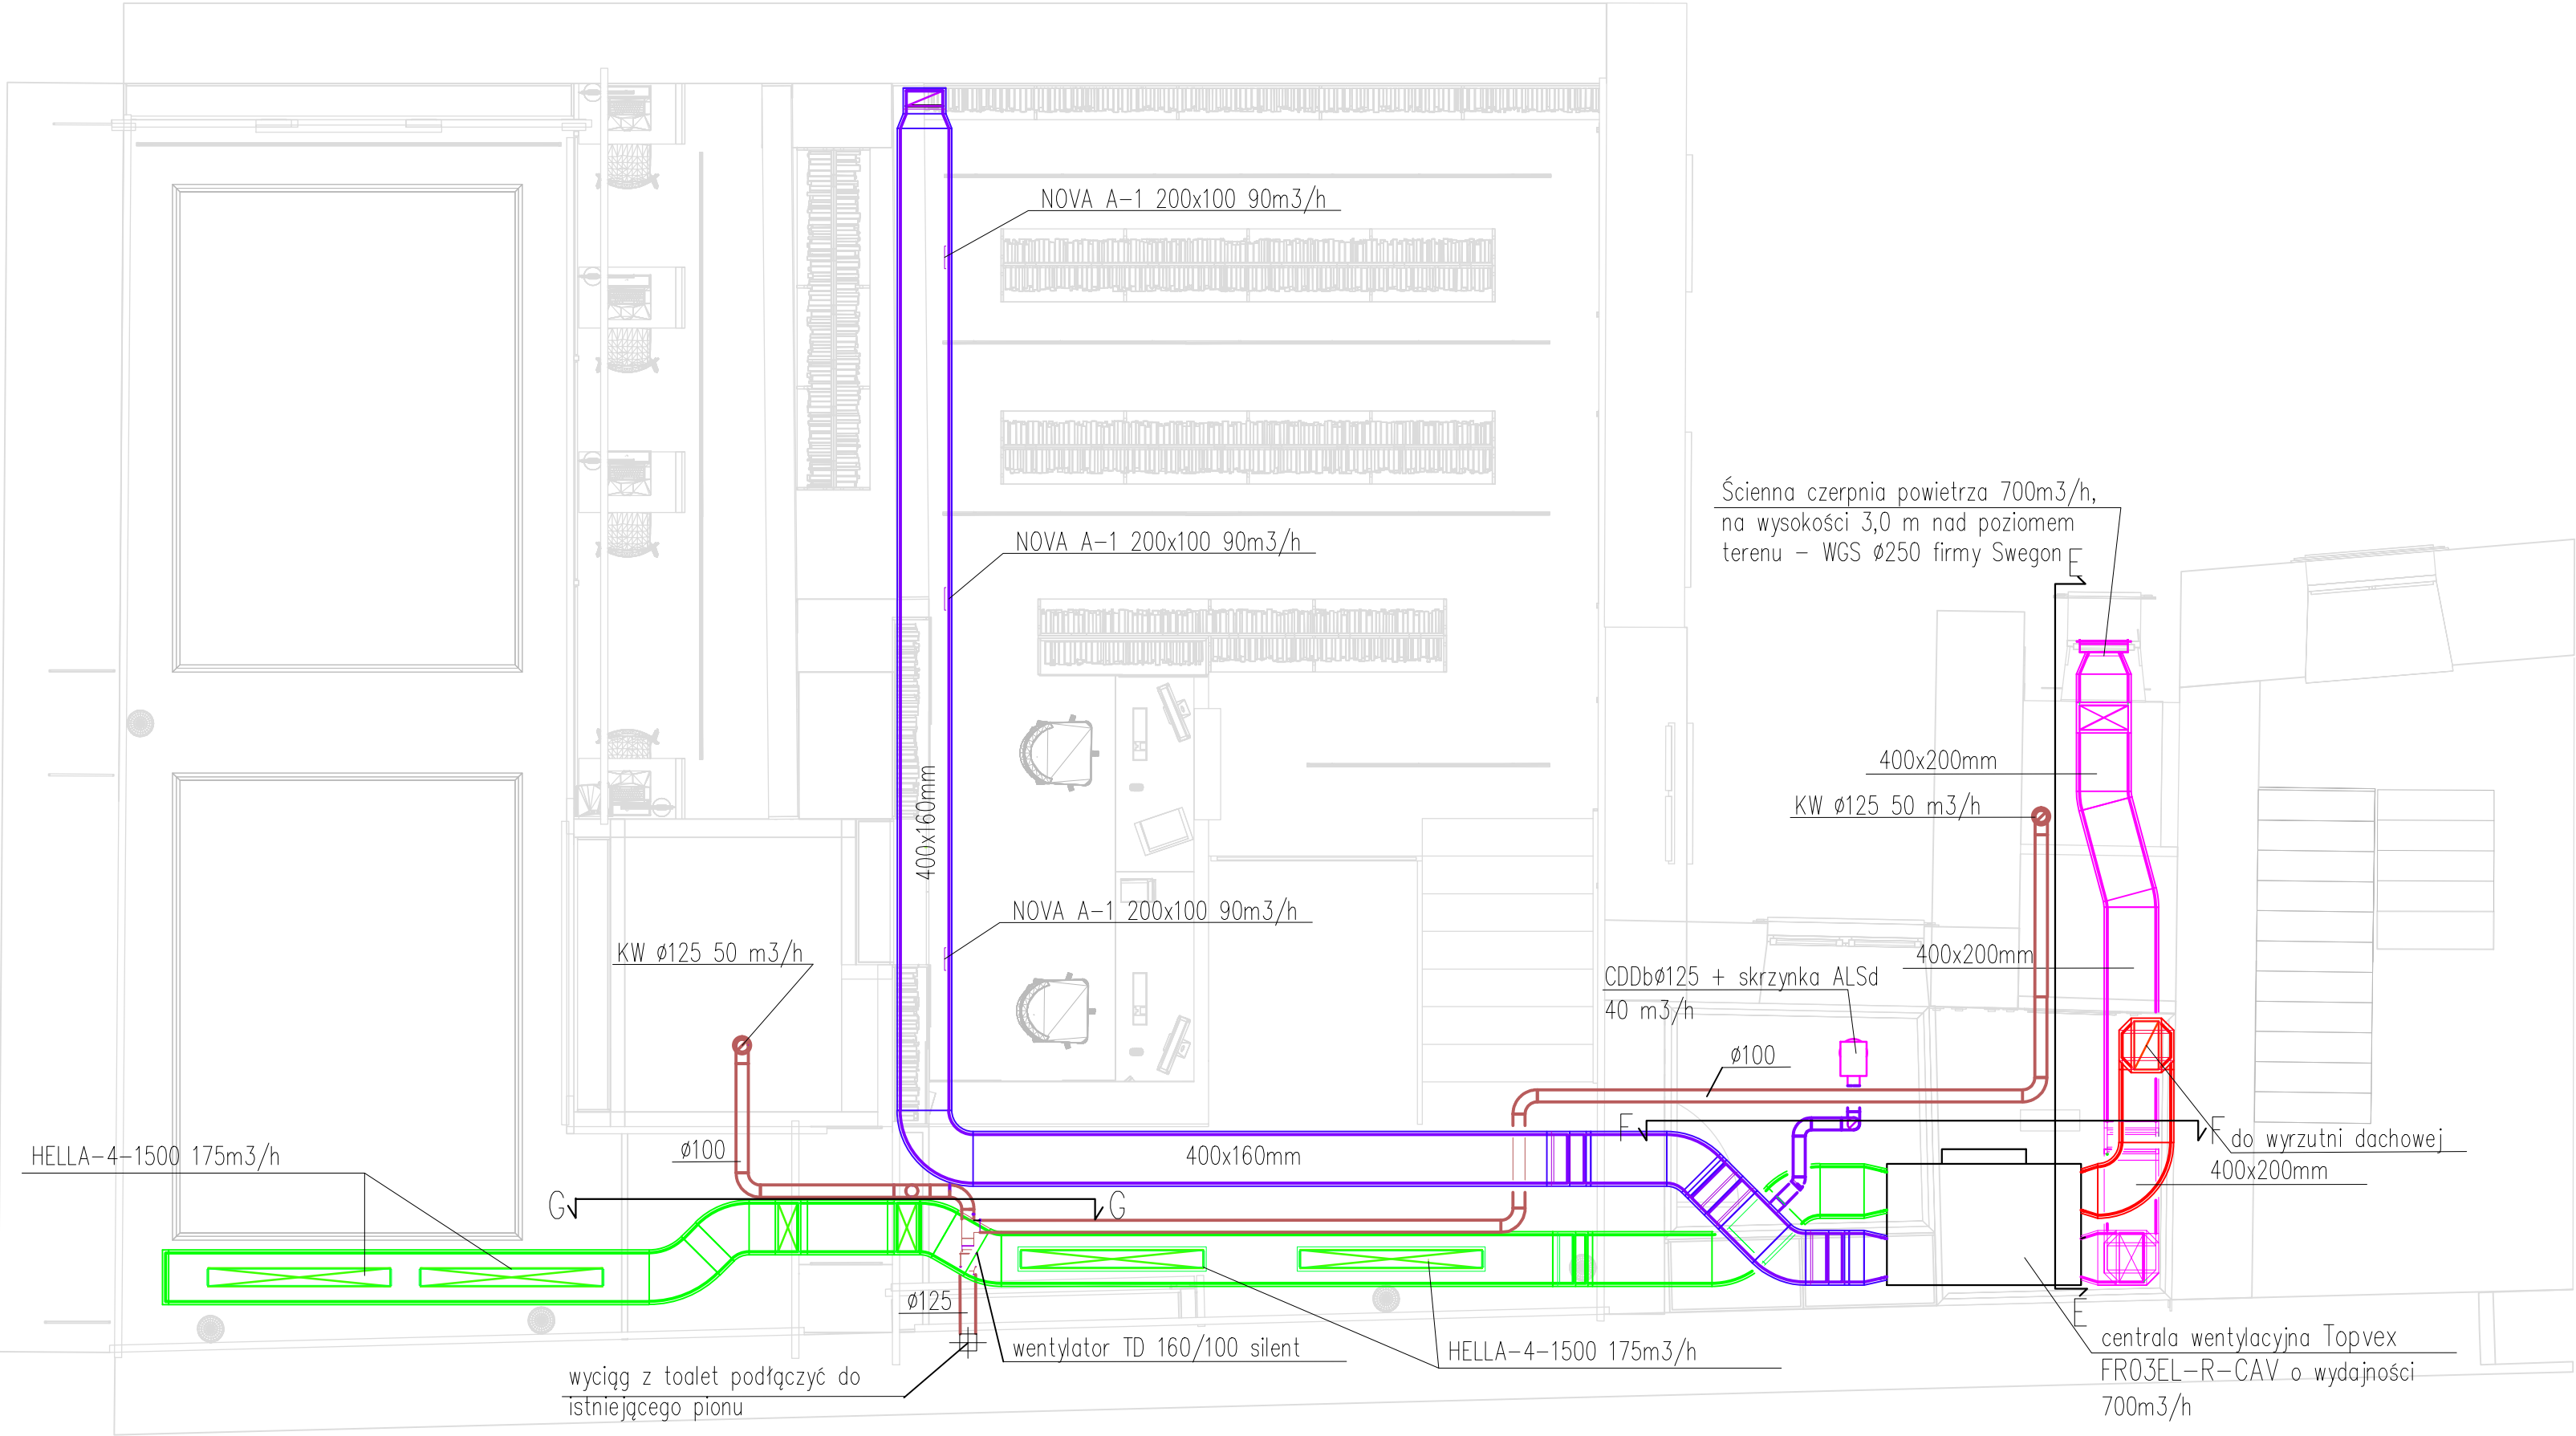 NOVA A-1 200x100 90m3/h
Ścienna czerpnia powietrza 700m3/h,
na wysokości 3,0 m nad poziomem
terenu - WGS ø250 firmy Swegon
E
NOVA A-1 200x100 90m3/h
400x200mm
KW ø125 50 m3/h
400x160mm
NOVA A-1 200x100 90m3/h
KW ø125 50 m3/h
400x200mm
CDDbø125 + skrzynka ALSd
40 m3/h
ø100
F
F
do wyrzutni dachowej
400x200mm
HELLA-4-1500 175m3/h
ø100
400x160mm
G
G
ø125
E
wentylator TD 160/100 silent
HELLA-4-1500 175m3/h
centrala wentylacyjna Topvex
FR03EL-R-CAV o wydajności
700m3/h
wyciąg z toalet podłączyć do
istniejącego pionu